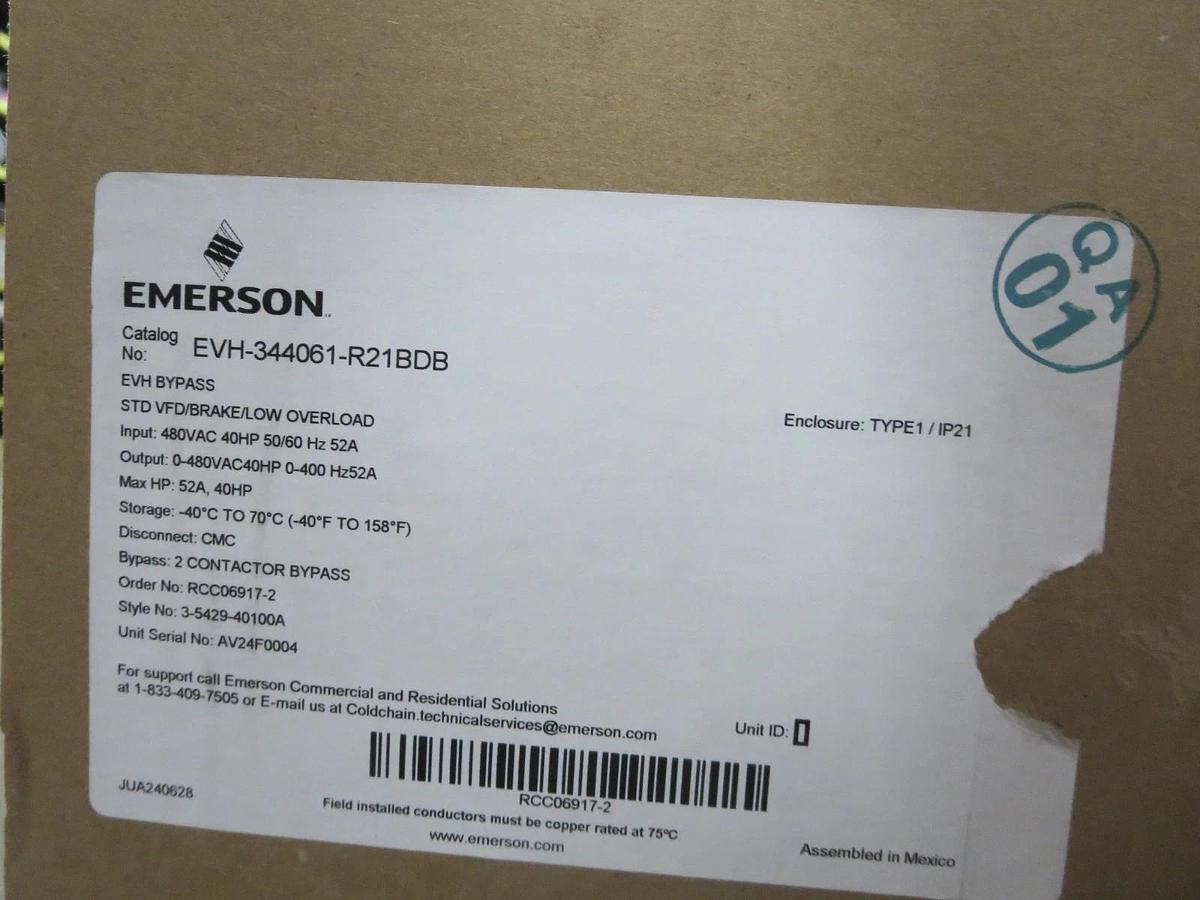 QA
01
EMERSON
Catalog No: EVH-344061-R21BDB
EVH BYPASS
STD VFD/BRAKE/LOW OVERLOAD
Enclosure: TYPE1 / IP21
Input: 480VAC 40HP 50/60 Hz 52A
Output: 0-480VAC40HP 0-400 Hz52A
Max HP: 52A, 40HP
Storage: -40°C TO 70°C (-40°F TO 158°F)
Disconnect: CMC
Bypass: 2 CONTACTOR BYPASS
Order No: RCC06917-2
Style No: 3-5429-40100A
Unit Serial No: AV24F0004
For support call Emerson Commercial and Residential Solutions
at 1-833-409-7505 or E-mail us at Coldchain.technicalservices@emerson.com
Unit ID:
RCC06917-2
JUA240628
Field installed conductors must be copper rated at 75ºC
www.emerson.com
Assembled in Mexico